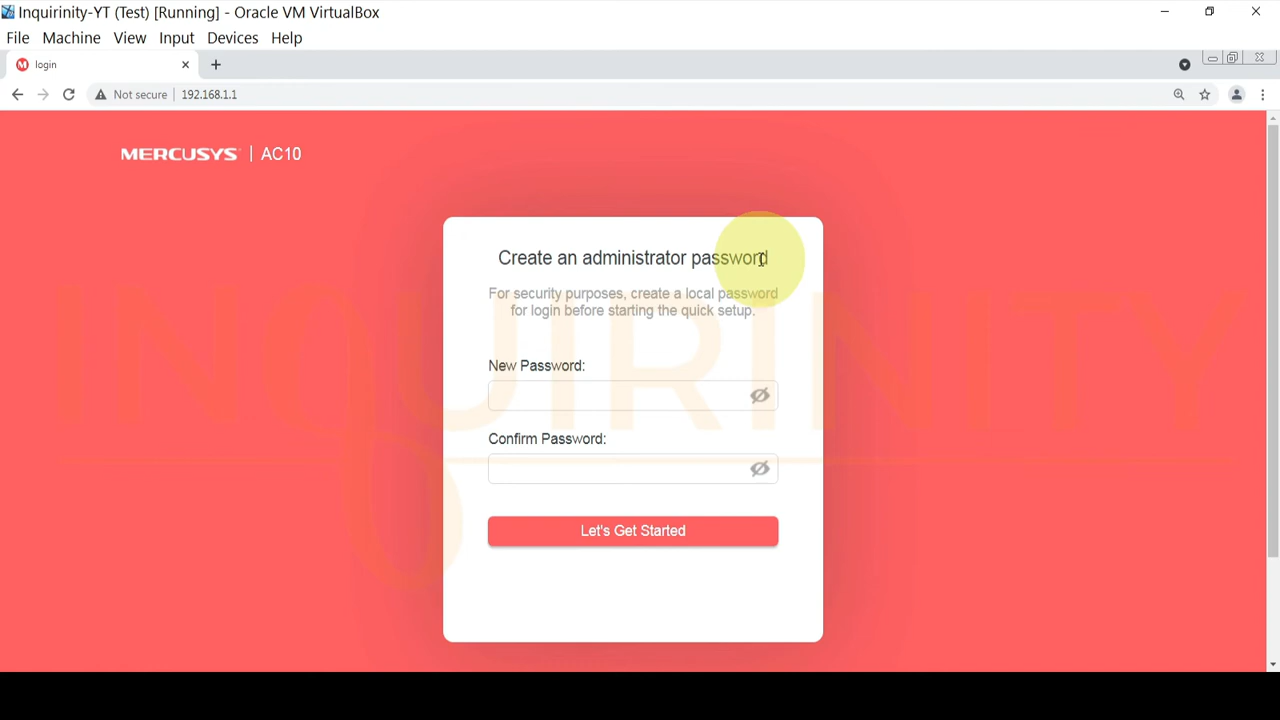 Inquirinity-YT (Test) [Running] - Oracle VM VirtualBox
File Machine View Input Devices Help
login
Not secure 192.168.1.1
MERCUSYS | AC10
Create an administrator password
For security purposes, create a local password
for login before starting the quick setup.
New Password:
Confirm Password:
Let's Get Started
INQUIRINITY